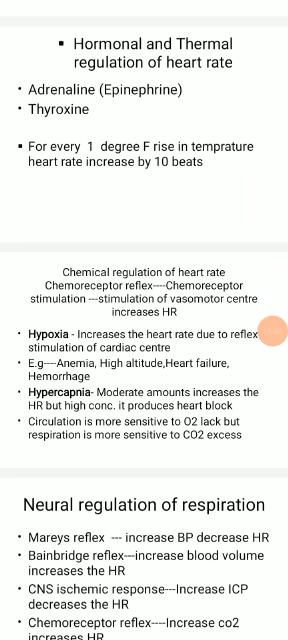 ▪ Hormonal and Thermal
regulation of heart rate
• Adrenaline (Epinephrine)
• Thyroxine
▪ For every 1 degree F rise in temprature
heart rate increase by 10 beats
Chemical regulation of heart rate
Chemoreceptor reflex----Chemoreceptor
stimulation ---stimulation of vasomotor centre
increases HR
• Hypoxia - Increases the heart rate due to reflex
stimulation of cardiac centre
• E.g----Anemia, High altitude,Heart failure,
Hemorrhage
• Hypercapnia- Moderate amounts increases the
HR but high conc. it produces heart block
• Circulation is more sensitive to O2 lack but
respiration is more sensitive to CO2 excess
Neural regulation of respiration
• Mareys reflex --- increase BP decrease HR
• Bainbridge reflex---increase blood volume
increases the HR
• CNS ischemic response---Increase ICP
decreases the HR
• Chemoreceptor reflex----Increase co2
increases HR